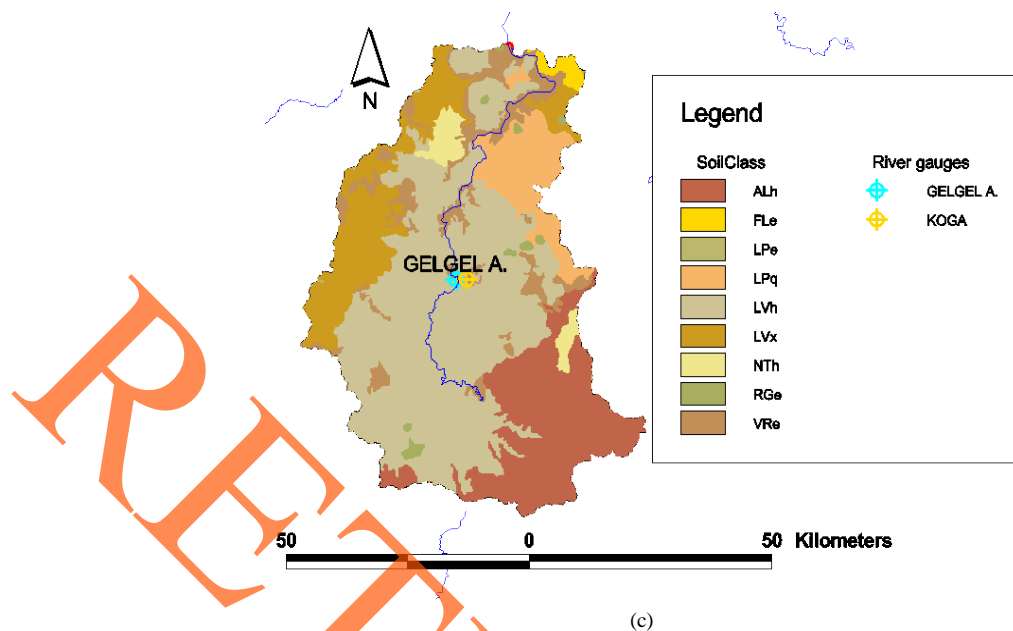 N
GELGEL A.
Legend
SoilClass
ALh
FLe
LPe
LPq
LVh
LVx
NTh
RGe
VRe
River gauges
GELGEL A.
KOGA
50 0 50 Kilometers
(c)
RET